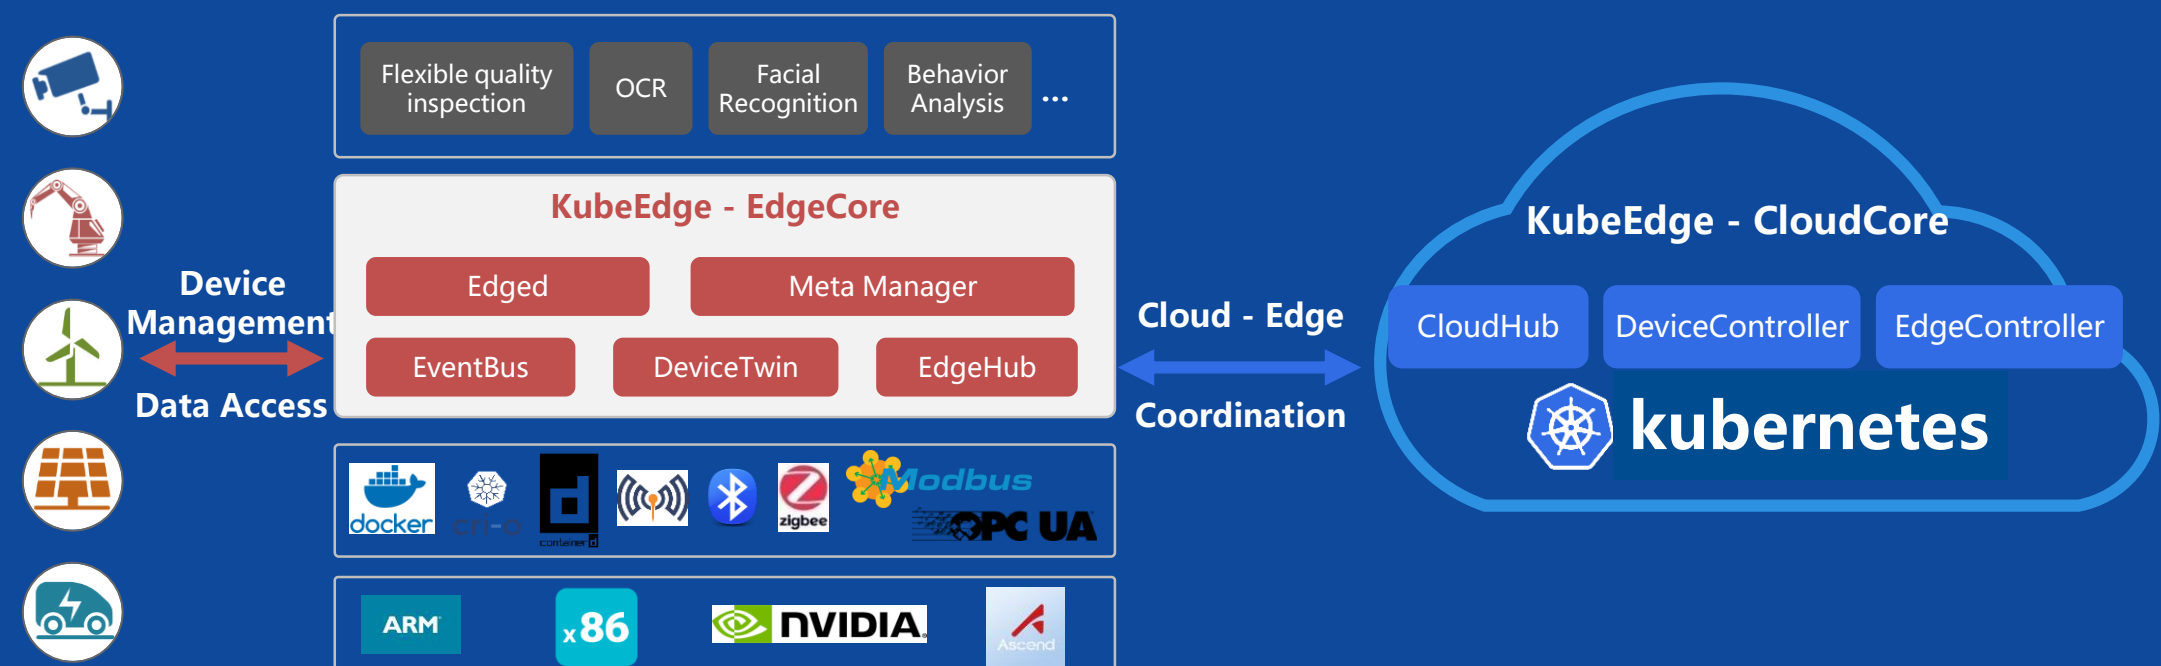 Flexible quality
inspection
OCR
Facial
Recognition
Behavior
Analysis
...
KubeEdge - EdgeCore
Edged
Meta Manager
EventBus
DeviceTwin
EdgeHub
Device
Management
Data Access
Cloud - Edge
Coordination
KubeEdge - CloudCore
CloudHub
DeviceController
EdgeController
kubernetes
docker
cri-o
d
containerd
zigbee
Modbus
OPC UA
ARM
x86
NVIDIA
Ascend